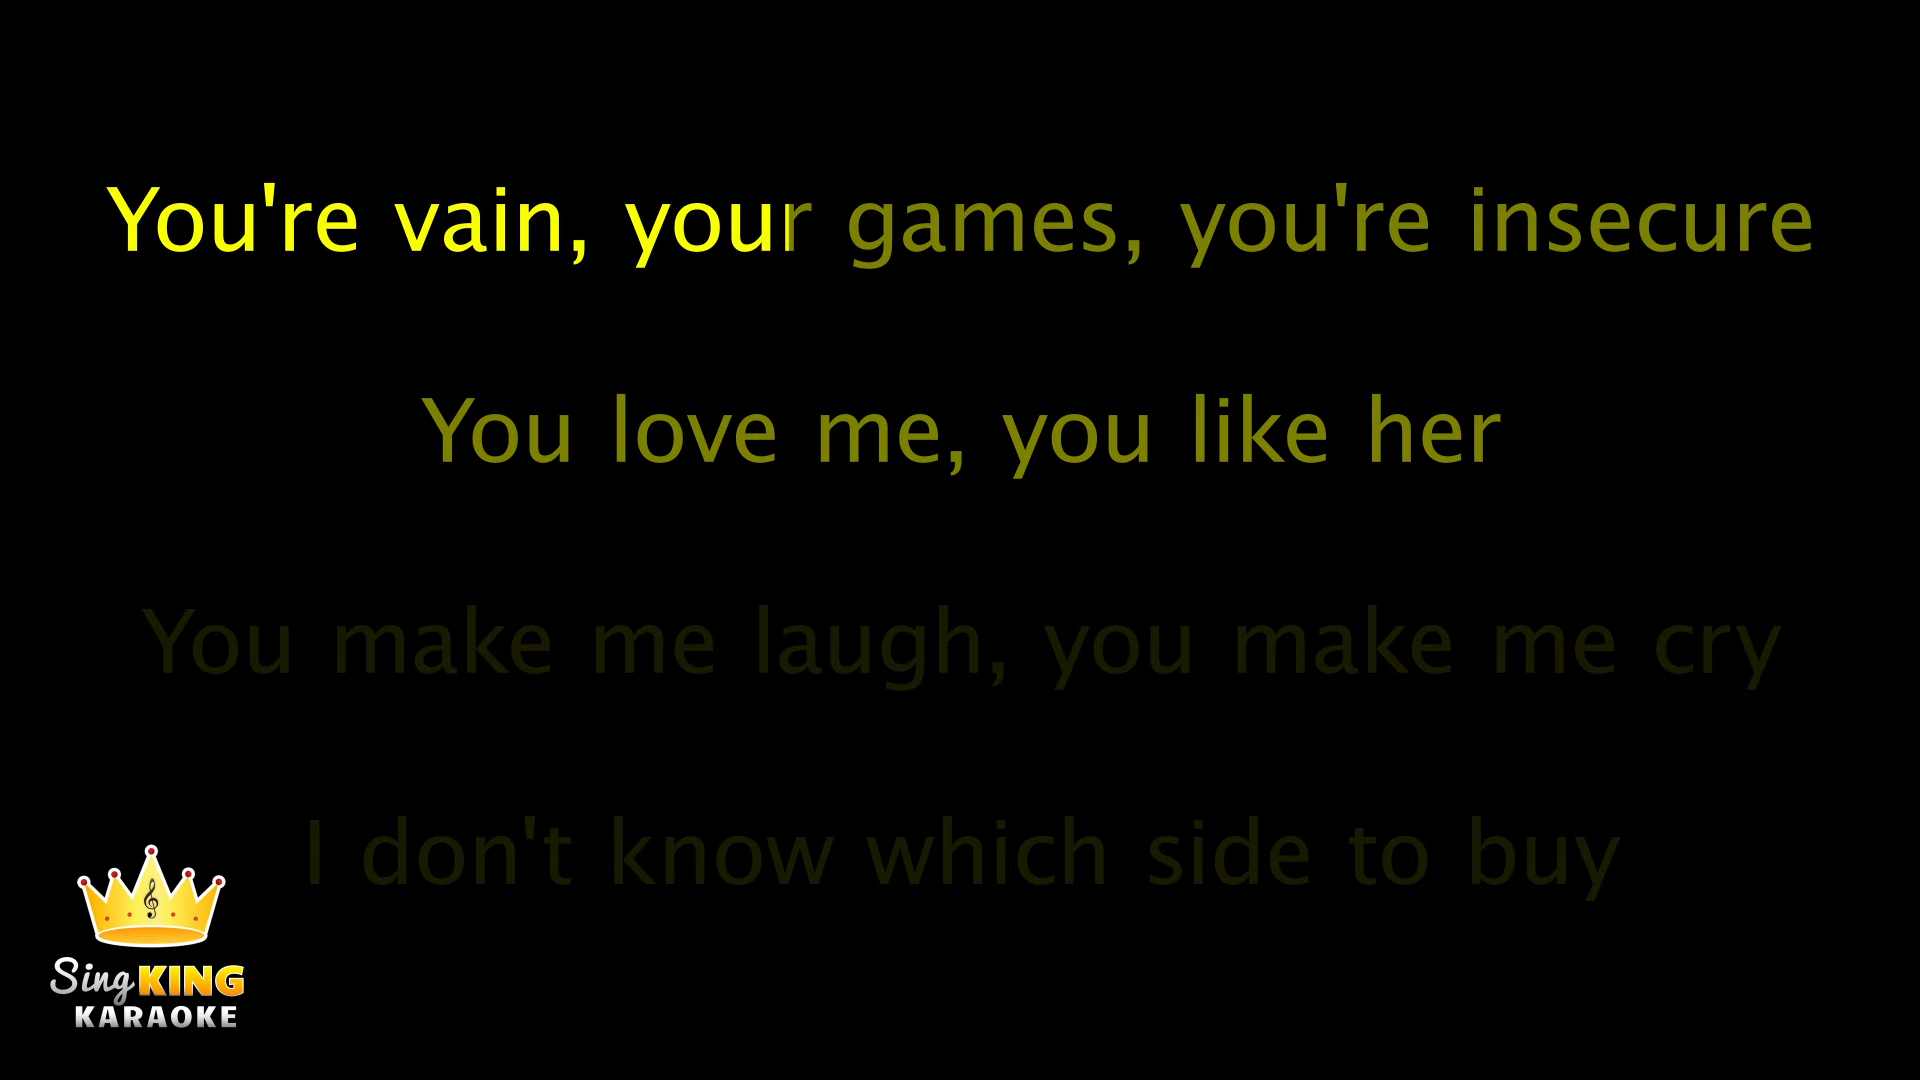 You're vain, your games, you're insecure
You love me, you like her
You make me laugh, you make me cry
I don't know which side to buy
Sing KING
KARAOKE